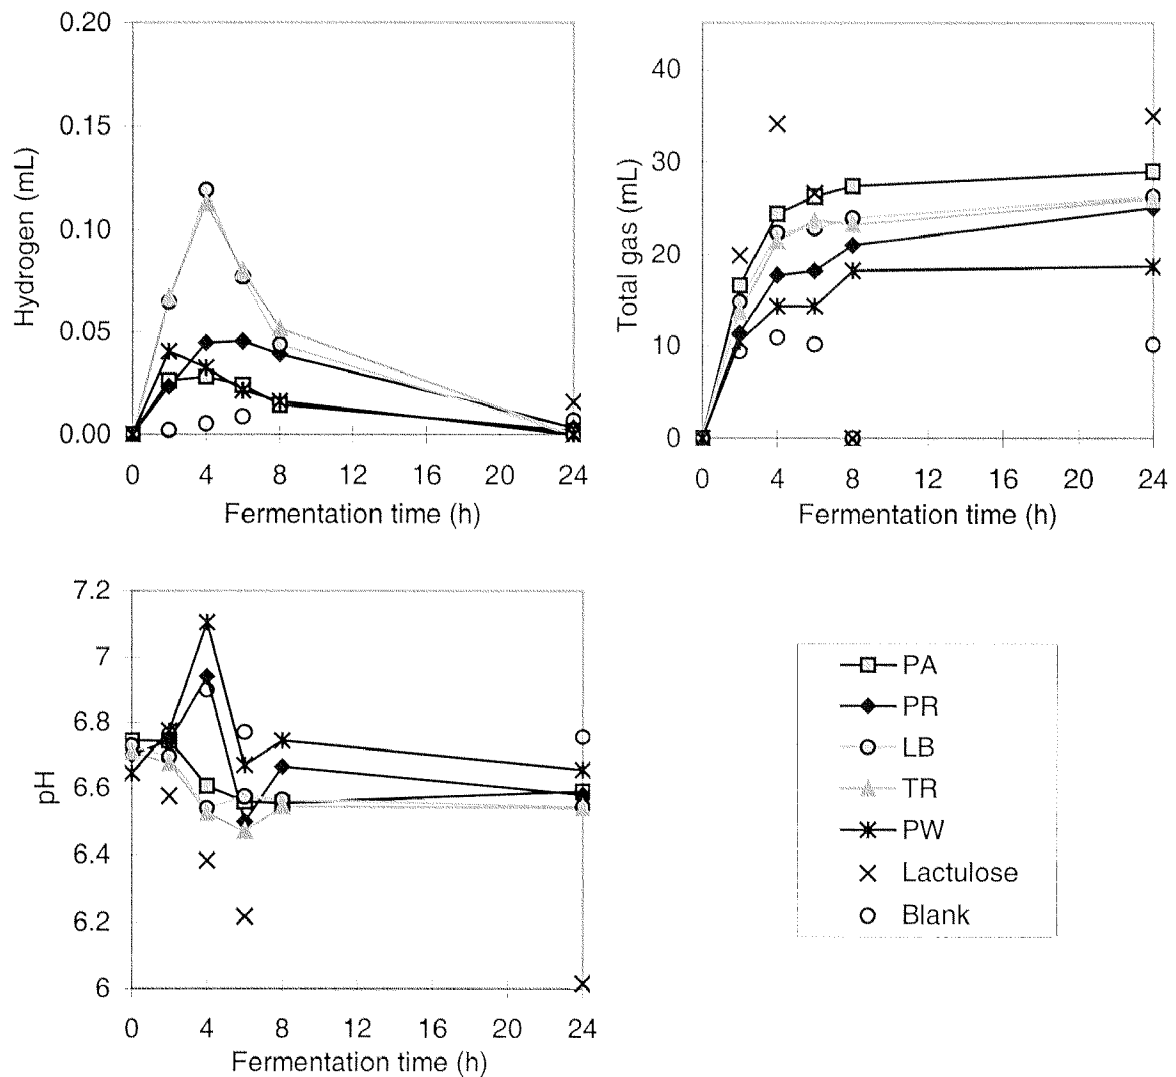 0.20
0.15
0.10
0.05
0.00
Hydrogen (mL)
0 4 8 12 16 20 24
Fermentation time (h)
40
30
20
10
0
Total gas (mL)
0 4 8 12 16 20 24
Fermentation time (h)
7.2
7
6.8
6.6
6.4
6.2
6
pH
0 4 8 12 16 20 24
Fermentation time (h)
PA
PR
LB
TR
PW
Lactulose
Blank